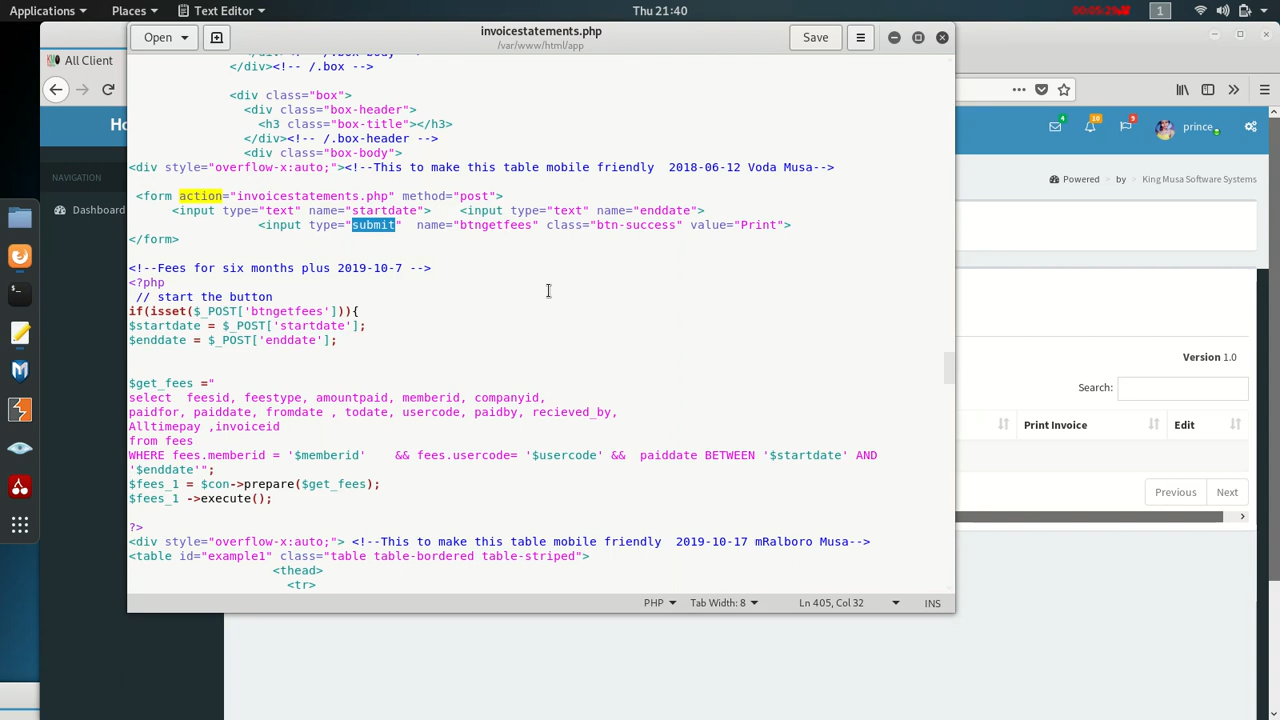 Applications
Places
Text Editor
Thu 21:40
00:05:29
1
Open
invoicestatements.php
/var/www/html/app
Save
All Client
</div><!-- /.box -->
<div class="box">
<div class="box-header">
<h3 class="box-title"></h3>
</div><!-- /.box-header -->
<div class="box-body">
<div style="overflow-x:auto;"><!--This to make this table mobile friendly  2018-06-12 Voda Musa-->
<form action="invoicestatements.php" method="post">
<input type="text" name="startdate>    <input type="text" name="enddate">
<input type="submit"  name="btngetfees" class="btn-success" value="Print">
</form>
<!--Fees for six months plus 2019-10-7 -->
<?php
// start the button
if(isset($_POST['btngetfees'])){
$startdate = $_POST['startdate'];
$enddate = $_POST['enddate'];
$get_fees ="
select  feesid, feestype, amountpaid, memberid, companyid,
paidfor, paiddate, fromdate , todate, usercode, paidby, recieved_by,
Alltimepay ,invoiceid
from fees
WHERE fees.memberid = '$memberid'    && fees.usercode= '$usercode' &&  paiddate BETWEEN '$startdate' AND
'$enddate'";
$fees_1 = $con->prepare($get_fees);
$fees_1 ->execute();
?>
<div style="overflow-x:auto;"> <!--This to make this table mobile friendly  2019-10-17 mRalboro Musa-->
<table id="example1" class="table table-bordered table-striped">
<thead>
<tr>
PHP
Tab Width: 8
Ln 405, Col 32
INS
Ho
NAVIGATION
Dashboard
4
10
9
prince
Powered by King Musa Software Systems
Version 1.0
Search:
Print Invoice
Edit
Previous
Next